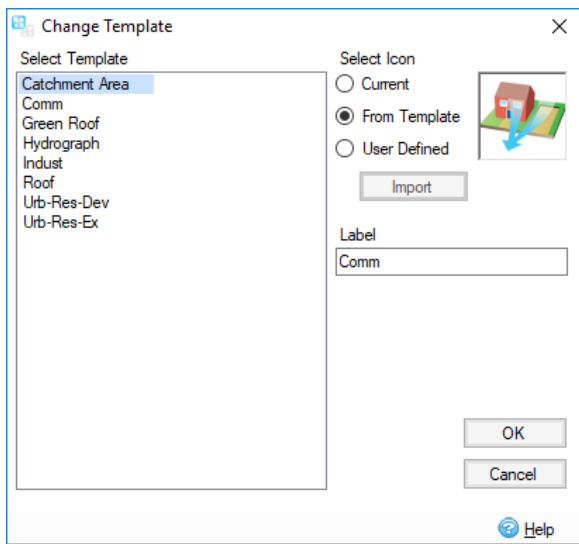 Change Template
Select Template
Catchment Area
Comm
Green Roof
Hydrograph
Indust
Roof
Urb-Res-Dev
Urb-Res-Ex
Select Icon
Current
From Template
User Defined
Import
Label
Comm
OK
Cancel
Help